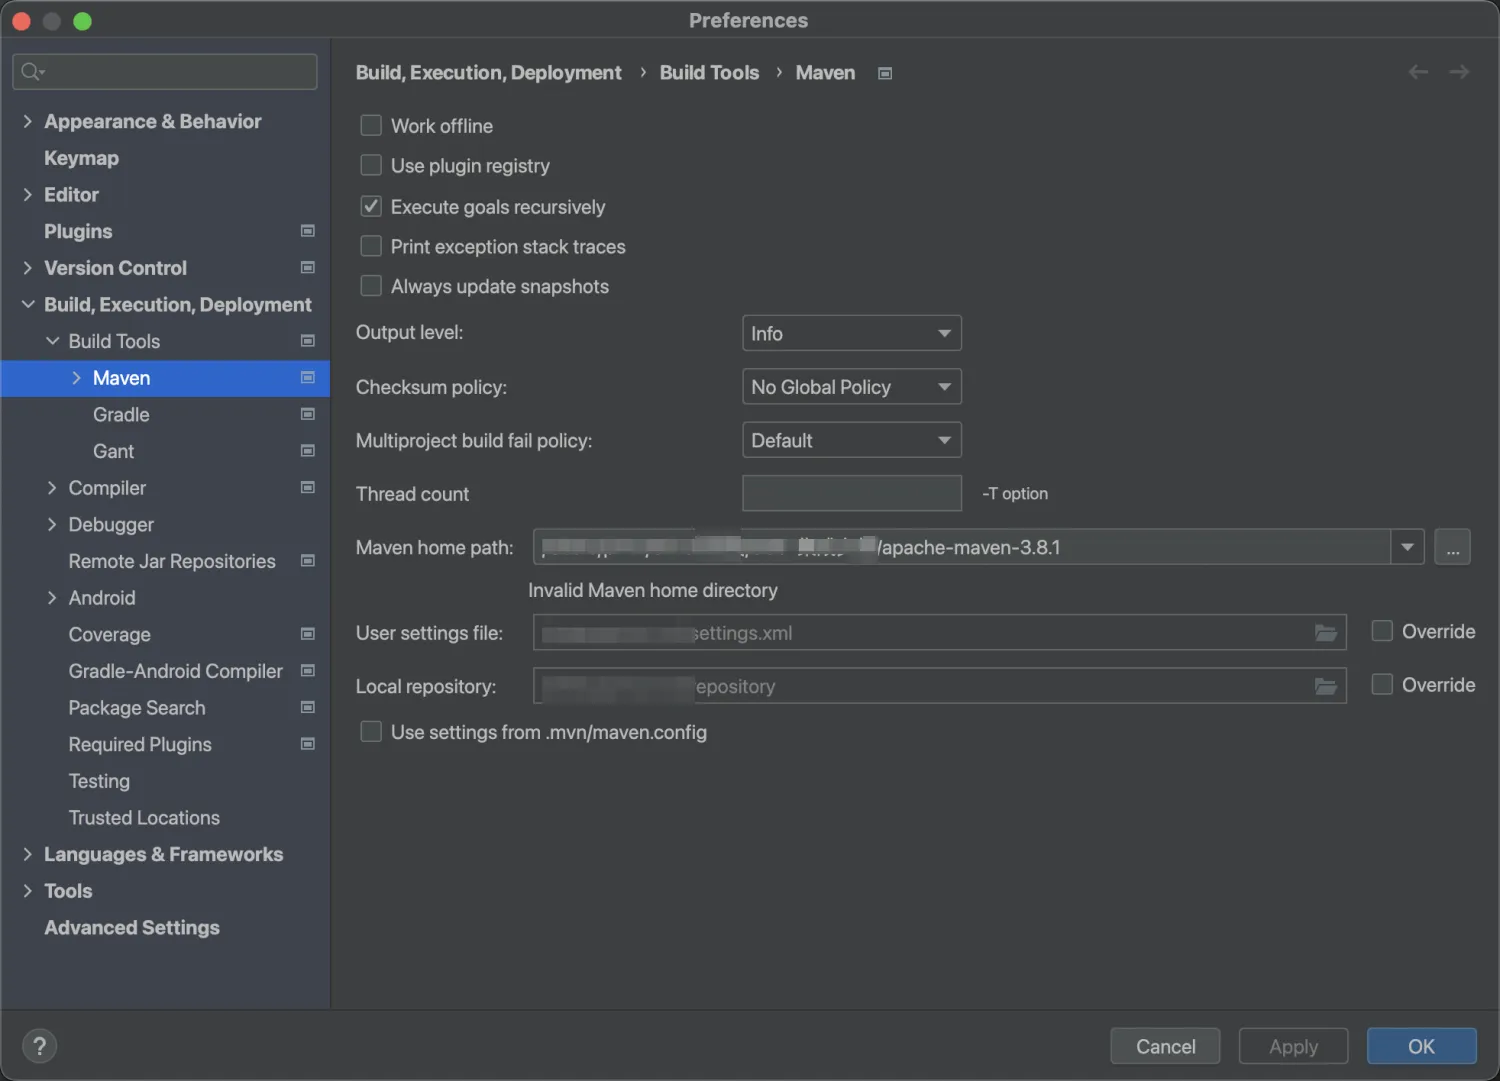 Preferences
Build, Execution, Deployment › Build Tools › Maven
Appearance & Behavior
Keymap
Editor
Plugins
Version Control
Build, Execution, Deployment
Build Tools
Maven
Gradle
Gant
Compiler
Debugger
Remote Jar Repositories
Android
Coverage
Gradle-Android Compiler
Package Search
Required Plugins
Testing
Trusted Locations
Languages & Frameworks
Tools
Advanced Settings
Work offline
Use plugin registry
Execute goals recursively
Print exception stack traces
Always update snapshots
Output level: Info
Checksum policy: No Global Policy
Multiproject build fail policy: Default
Thread count -T option
Maven home path: /apache-maven-3.8.1 ...
Invalid Maven home directory
User settings file: settings.xml Override
Local repository: epository Override
Use settings from .mvn/maven.config
? Cancel Apply OK